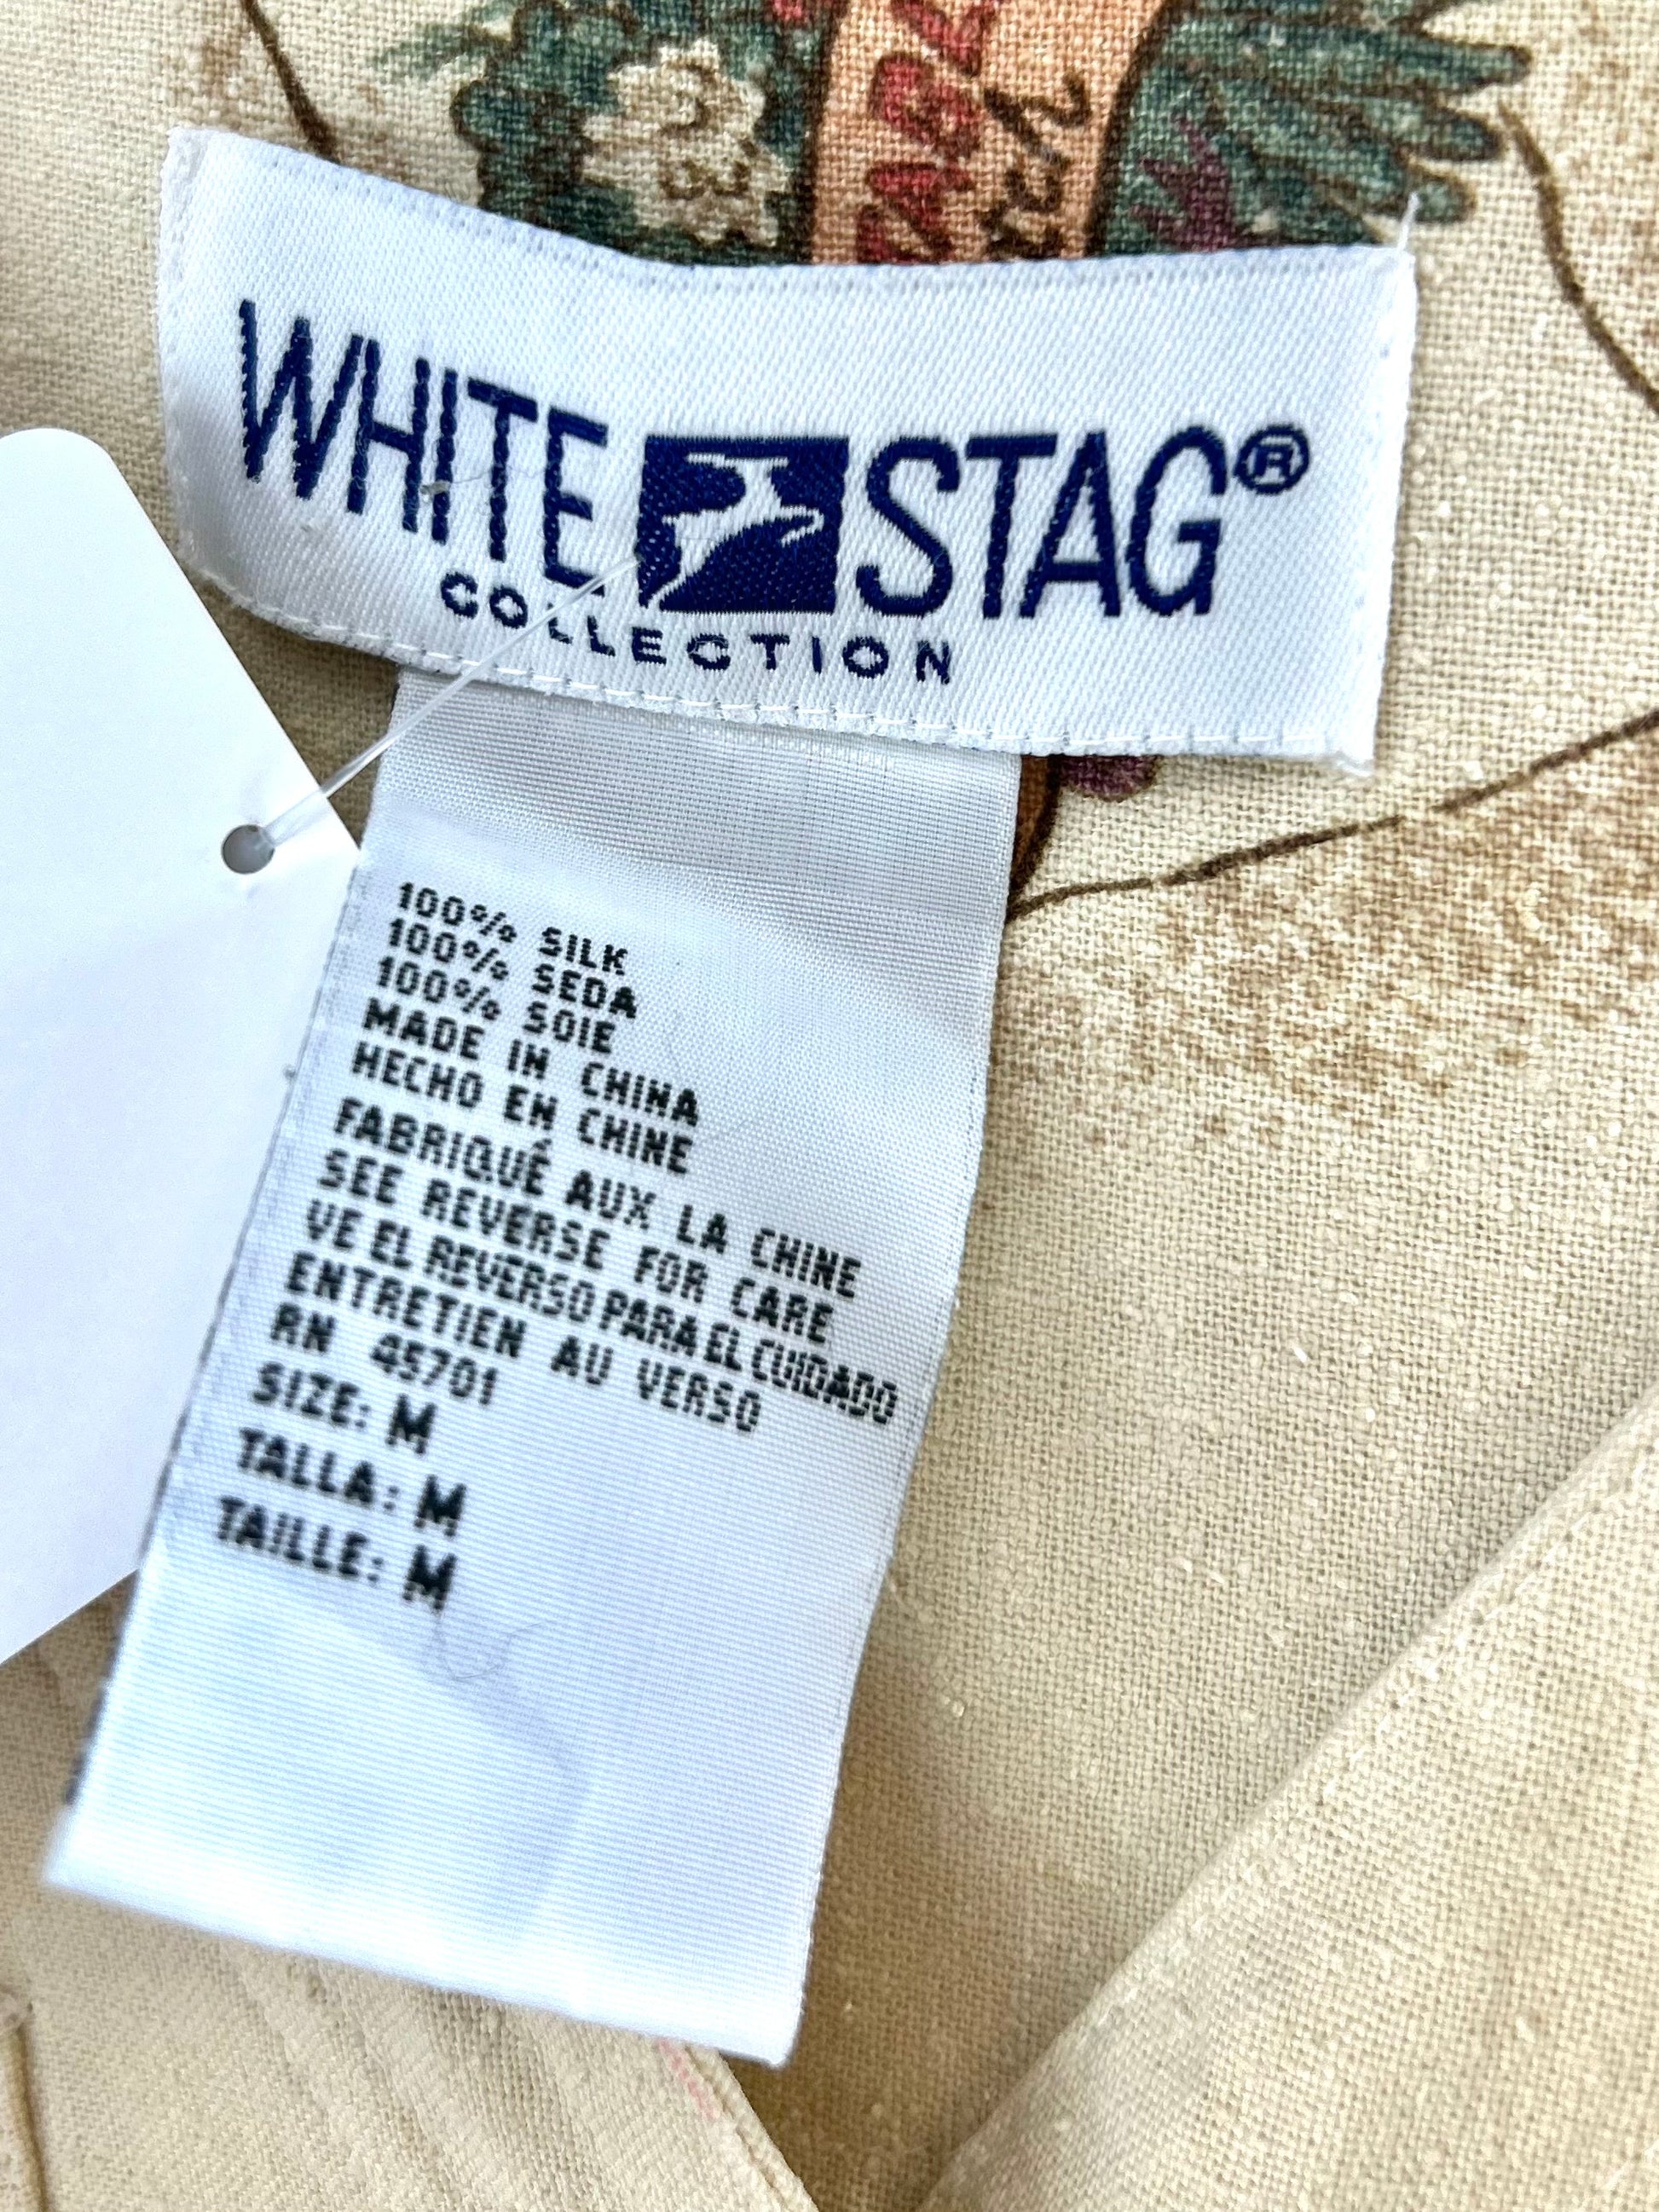 WHITE STAG®
COLLECTION
100% SILK
100% SEDA
100% SOIE
MADE IN CHINA
HECHO EN CHINE
FABRIQUÉ AUX LA CHINE
SEE REVERSE FOR CARE
VE EL REVERSO PARA EL CUIDADO
ENTRETIEN AU VERSO
RN 45701
SIZE: M
TALLA: M
TAILLE: M